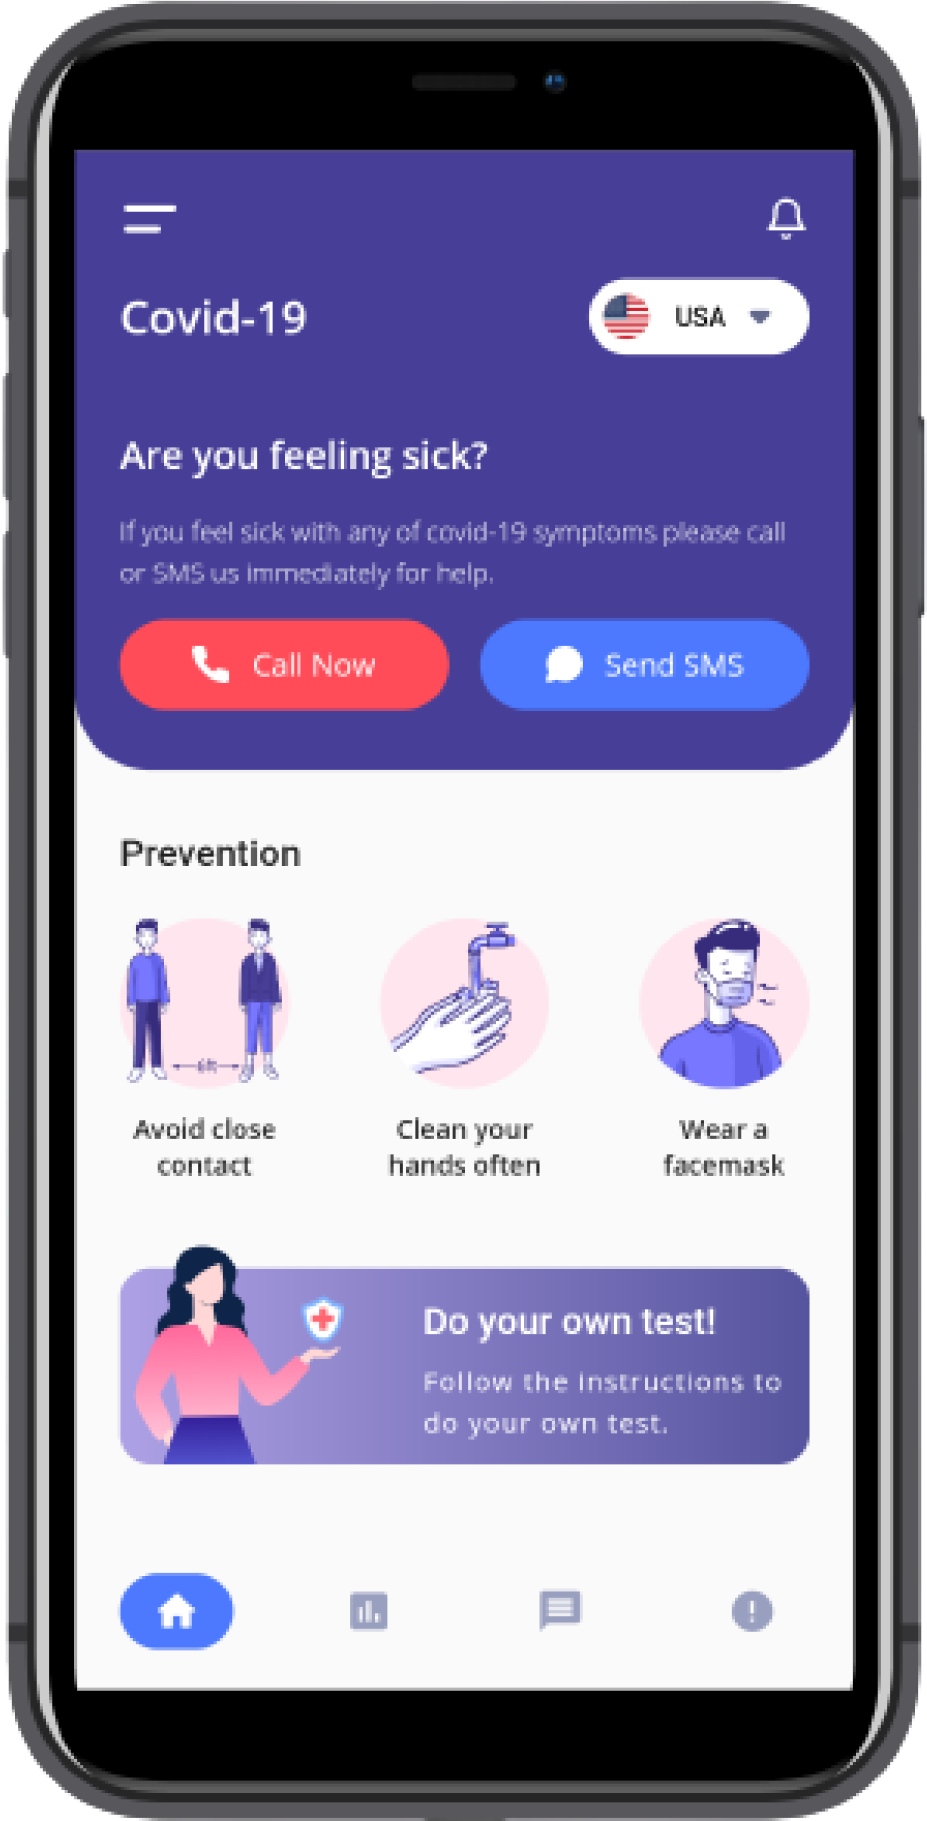 Covid-19
USA
Are you feeling sick?
If you feel sick with any of covid-19 symptoms please call
or SMS us immediately for help.
Call Now
Send SMS
Prevention
6ft
Avoid close
contact
Clean your
hands often
Wear a
facemask
Do your own test!
Follow the instructions to
do your own test.